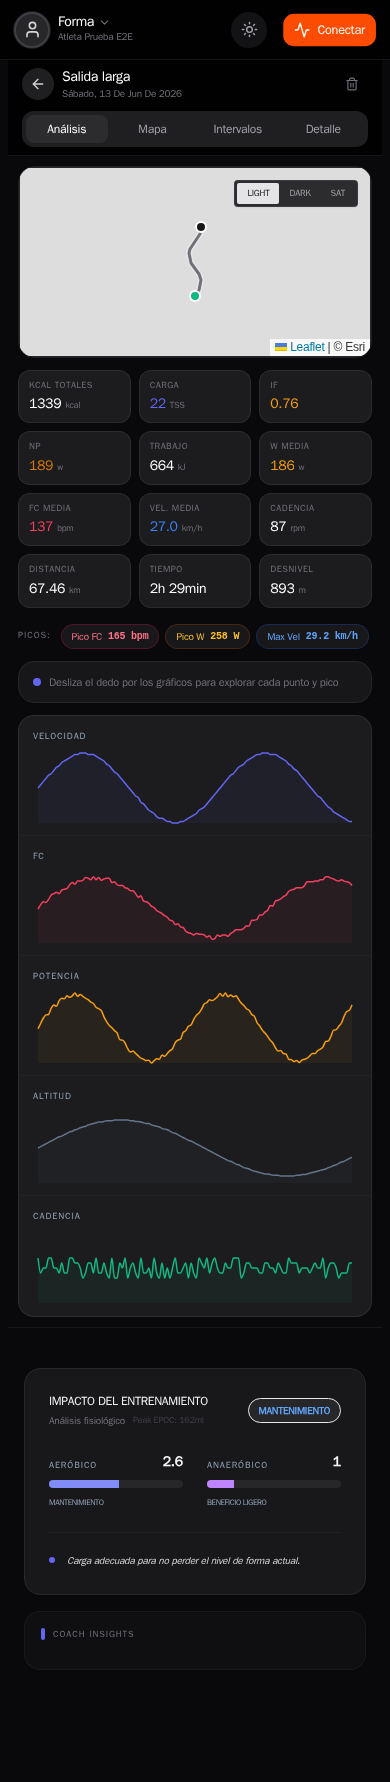 Forma
Atleta Prueba E2E
Conectar
Salida larga
Sábado, 13 De Jun De 2026
Análisis Mapa Intervalos Detalle
LIGHT DARK SAT
Leaflet | © Esri
KCAL TOTALES CARGA IF
1339 kcal 22 TSS 0.76
NP TRABAJO W MEDIA
189 w 664 kJ 186 w
FC MEDIA VEL. MEDIA CADENCIA
137 bpm 27.0 km/h 87 rpm
DISTANCIA TIEMPO DESNIVEL
67.46 km 2h 29min 893 m
PICOS: Pico FC 165 bpm Pico W 258 W Max Vel 29.2 km/h
Desliza el dedo por los gráficos para explorar cada punto y pico
VELOCIDAD
FC
POTENCIA
ALTITUD
CADENCIA
IMPACTO DEL ENTRENAMIENTO
MANTENIMIENTO
Análisis fisiológico Peak EPOC: 162ml
AERÓBICO 2.6 ANAERÓBICO 1
MANTENIMIENTO BENEFICIO LIGERO
Carga adecuada para no perder el nivel de forma actual.
COACH INSIGHTS